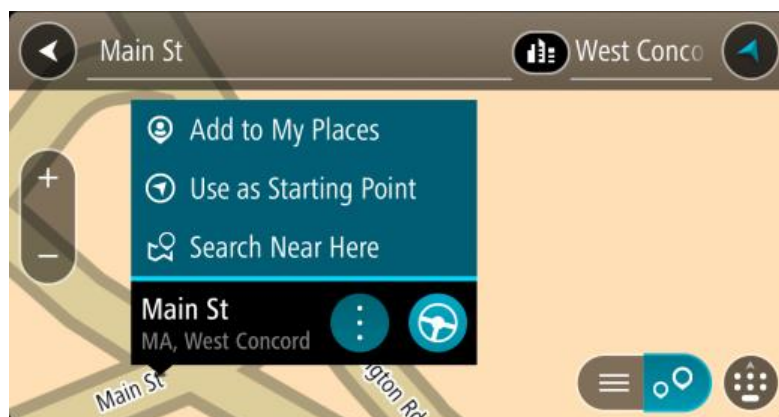 Main St
West Conco
Add to My Places
Use as Starting Point
Search Near Here
Main St
MA, West Concord
Main St
ngton Rd